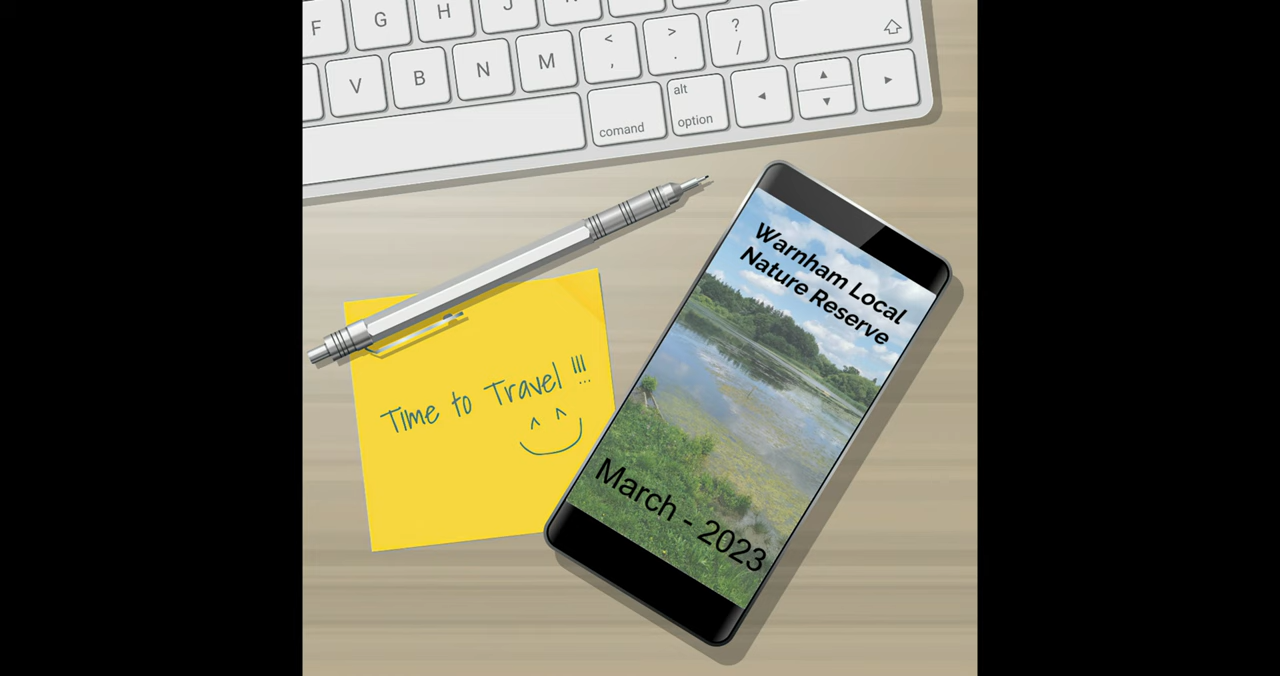 F G H J
V B N M < , > . ? /
comand alt option
Time to Travel !!!
Warnham Local
Nature Reserve
March - 2023